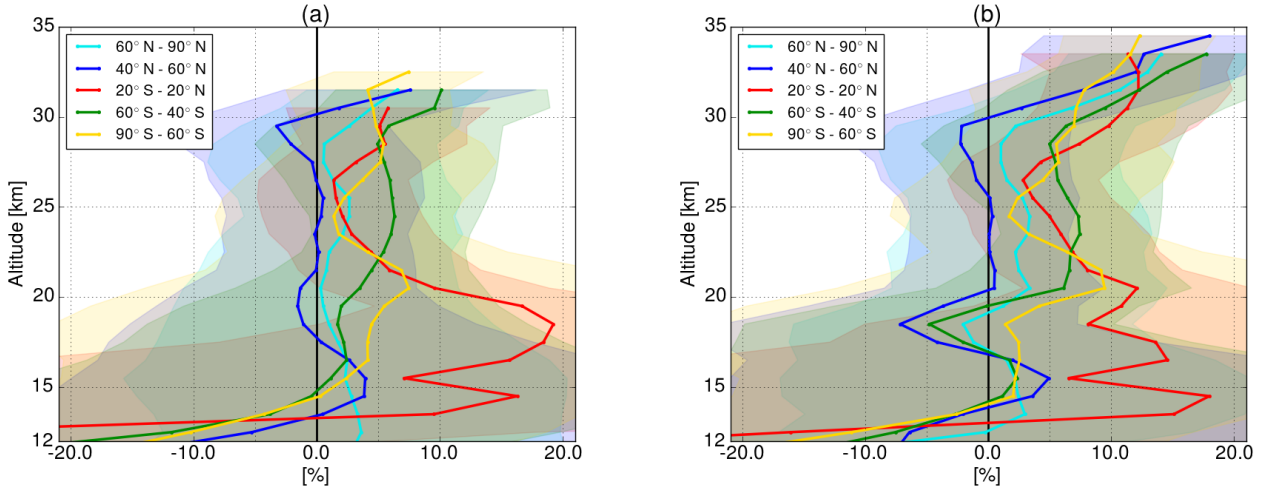 (a)
35
60° N - 90° N
40° N - 60° N
20° S - 20° N
60° S - 40° S
90° S - 60° S
30
25
20
15
12
Altitude [km]
-20.0 -10.0 0.0 10.0 20.0
[%]
(b)
35
60° N - 90° N
40° N - 60° N
20° S - 20° N
60° S - 40° S
90° S - 60° S
30
25
20
15
12
Altitude [km]
-20.0 -10.0 0.0 10.0 20.0
[%]